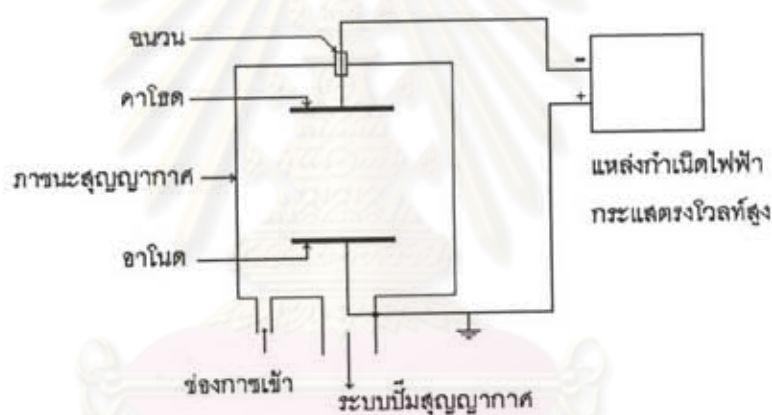 ฉนวน
คาโธด
ภาชนะสุญญากาศ
อาโนด
-
+
แหล่งกำเนิดไฟฟ้า
กระแสตรงโวลท์สูง
ช่องกาซเข้า
ระบบปั๊มสุญญากาศ